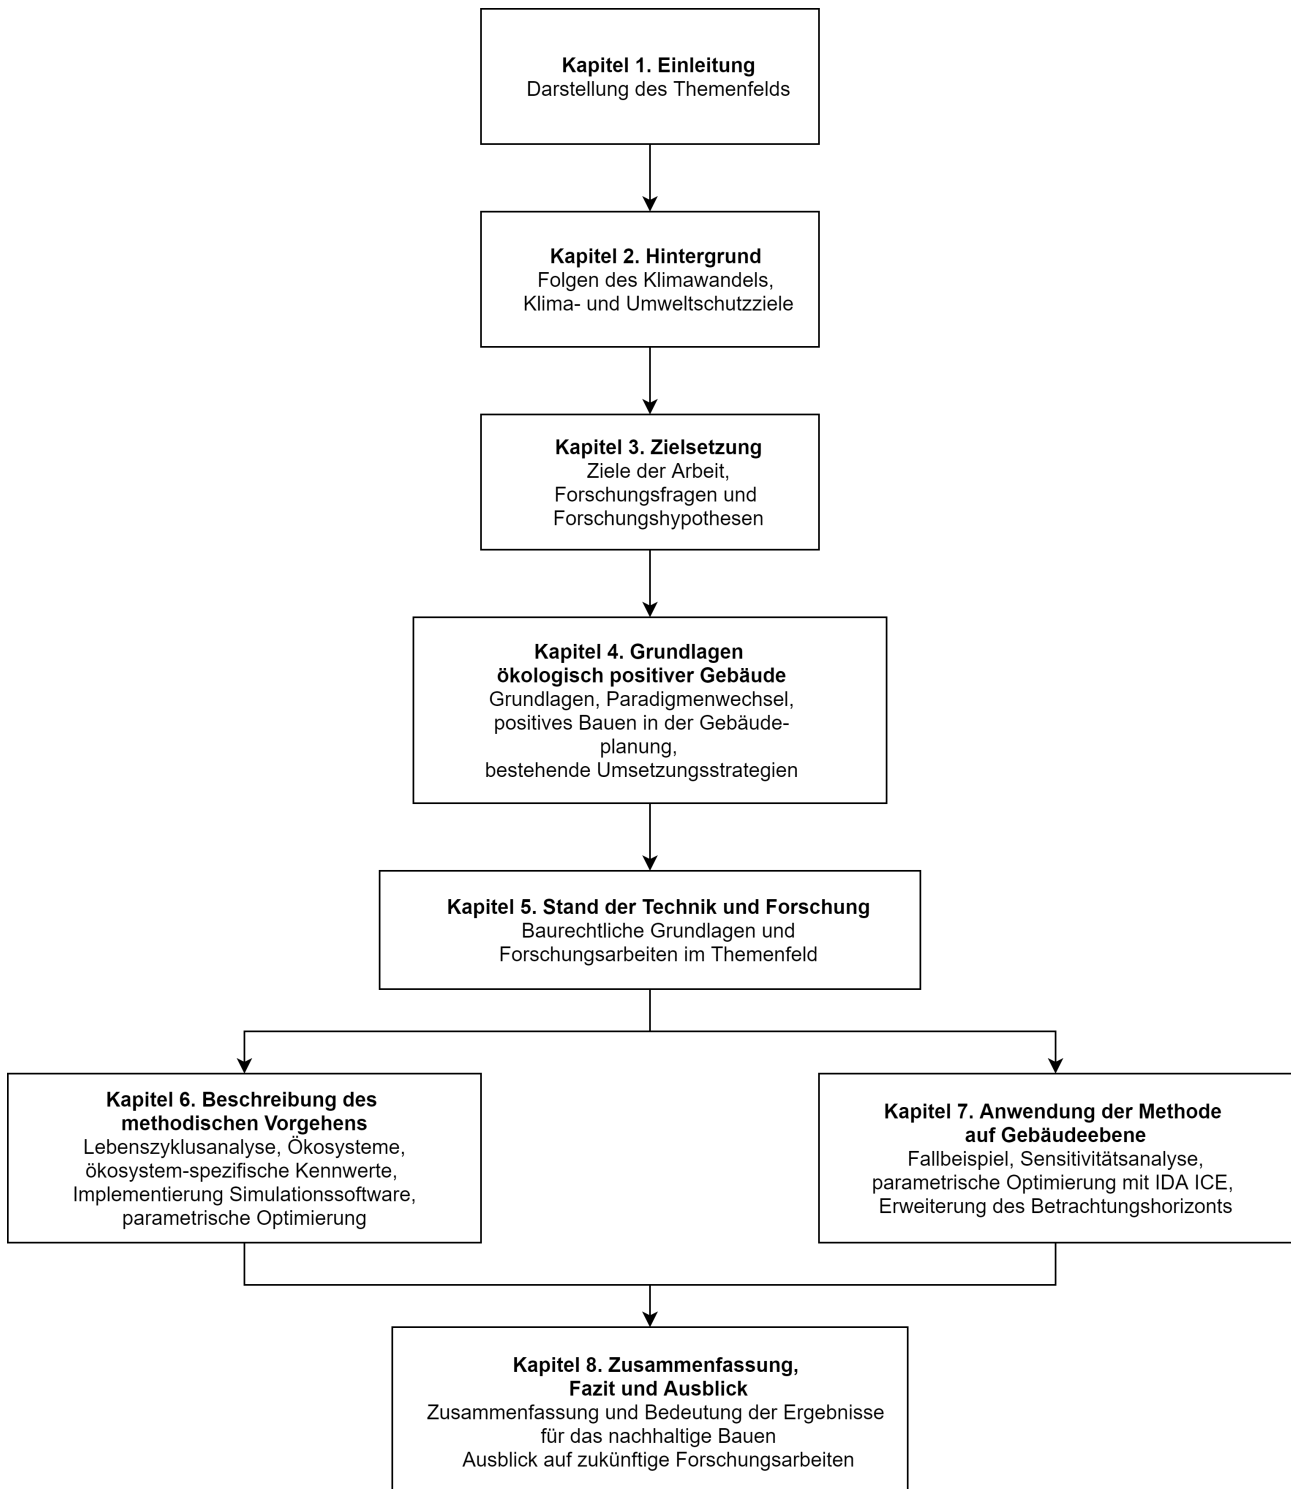 Kapitel 1. Einleitung
Darstellung des Themenfelds
Kapitel 2. Hintergrund
Folgen des Klimawandels,
Klima- und Umweltschutzziele
Kapitel 3. Zielsetzung
Ziele der Arbeit,
Forschungsfragen und
Forschungshypothesen
Kapitel 4. Grundlagen
ökologisch positiver Gebäude
Grundlagen, Paradigmenwechsel,
positives Bauen in der Gebäude-
planung,
bestehende Umsetzungsstrategien
Kapitel 5. Stand der Technik und Forschung
Baurechtliche Grundlagen und
Forschungsarbeiten im Themenfeld
Kapitel 6. Beschreibung des
methodischen Vorgehens
Lebenszyklusanalyse, Ökosysteme,
ökosystem-spezifische Kennwerte,
Implementierung Simulationssoftware,
parametrische Optimierung
Kapitel 7. Anwendung der Methode
auf Gebäudeebene
Fallbeispiel, Sensitivitätsanalyse,
parametrische Optimierung mit IDA ICE,
Erweiterung des Betrachtungshorizonts
Kapitel 8. Zusammenfassung,
Fazit und Ausblick
Zusammenfassung und Bedeutung der Ergebnisse
für das nachhaltige Bauen
Ausblick auf zukünftige Forschungsarbeiten